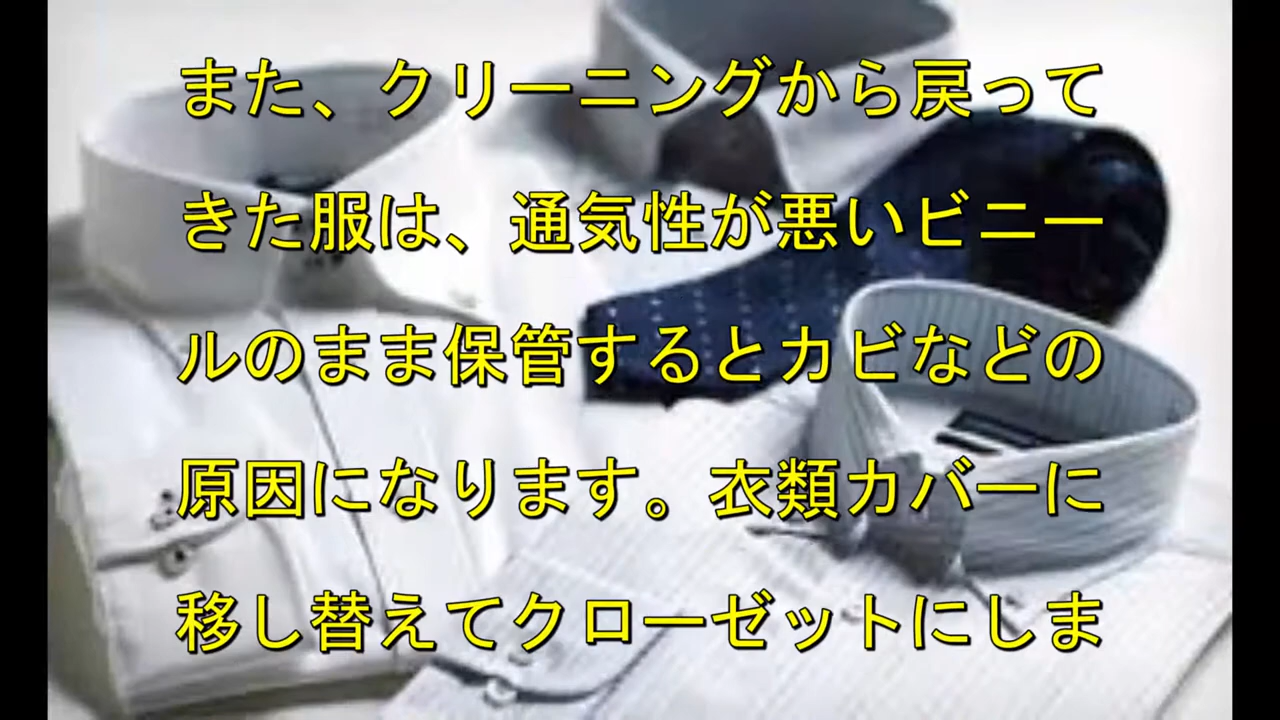 また、クリーニングから戻って
きた服は、通気性が悪いビニー
ルのまま保管するとカビなどの
原因になります。衣類カバーに
移し替えてクローゼットにしま